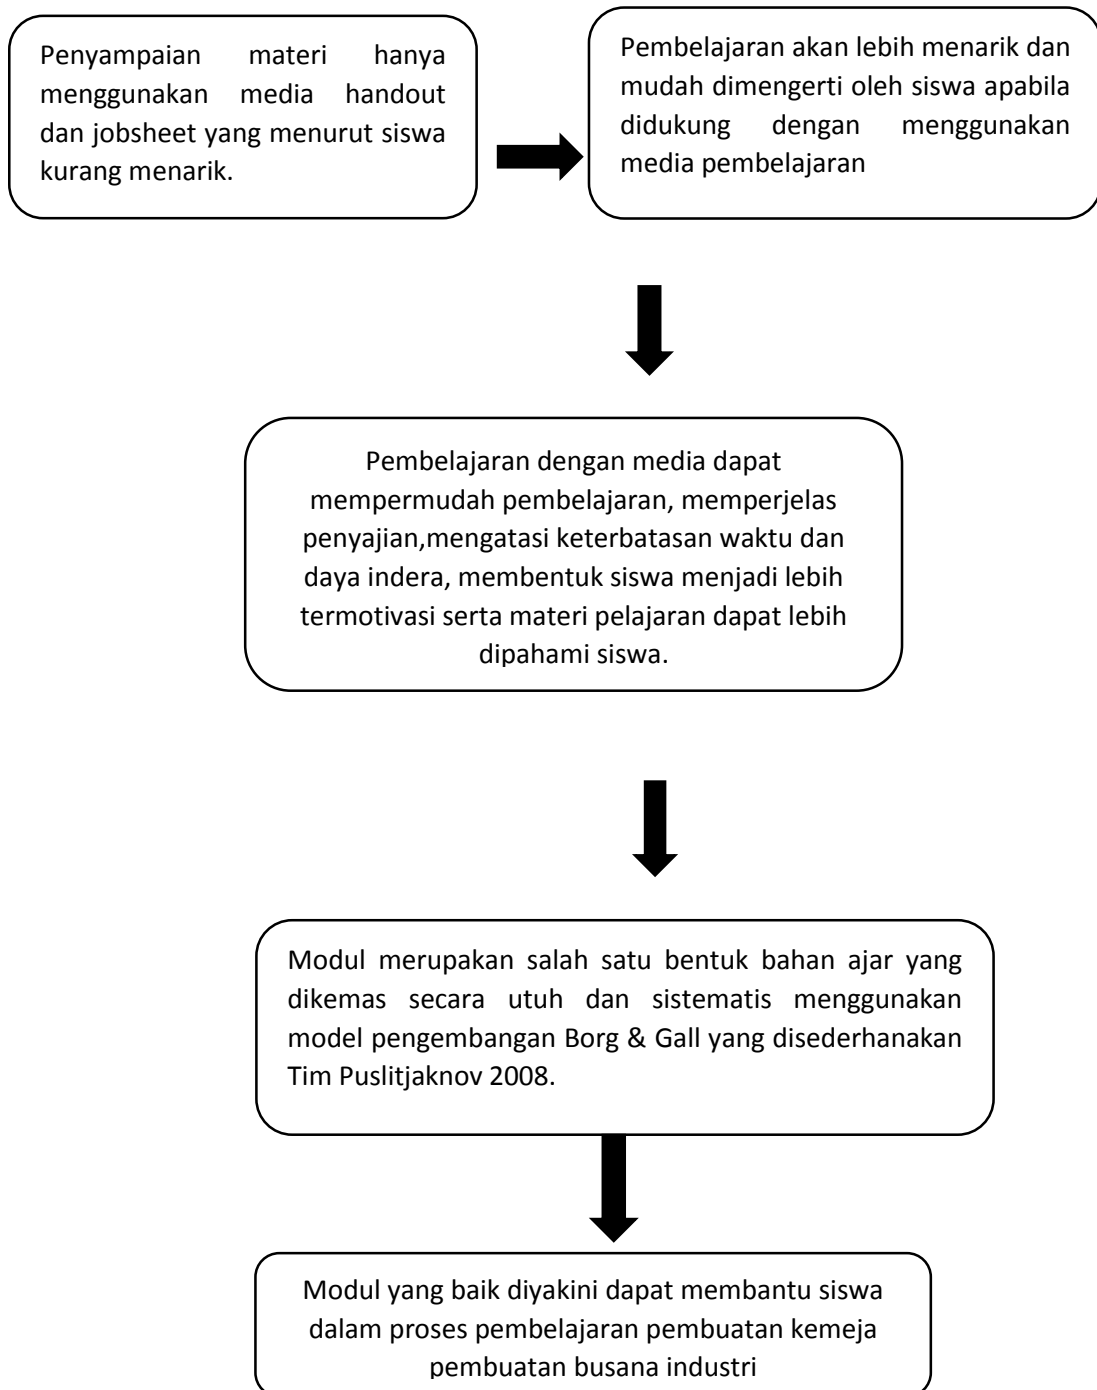 Penyampaian materi hanya
menggunakan media handout
dan jobsheet yang menurut siswa
kurang menarik.
Pembelajaran akan lebih menarik dan
mudah dimengerti oleh siswa apabila
didukung dengan menggunakan
media pembelajaran
Pembelajaran dengan media dapat
mempermudah pembelajaran, memperjelas
penyajian,mengatasi keterbatasan waktu dan
daya indera, membentuk siswa menjadi lebih
termotivasi serta materi pelajaran dapat lebih
dipahami siswa.
Modul merupakan salah satu bentuk bahan ajar yang
dikemas secara utuh dan sistematis menggunakan
model pengembangan Borg & Gall yang disederhanakan
Tim Puslitjaknov 2008.
Modul yang baik diyakini dapat membantu siswa
dalam proses pembelajaran pembuatan kemeja
pembuatan busana industri